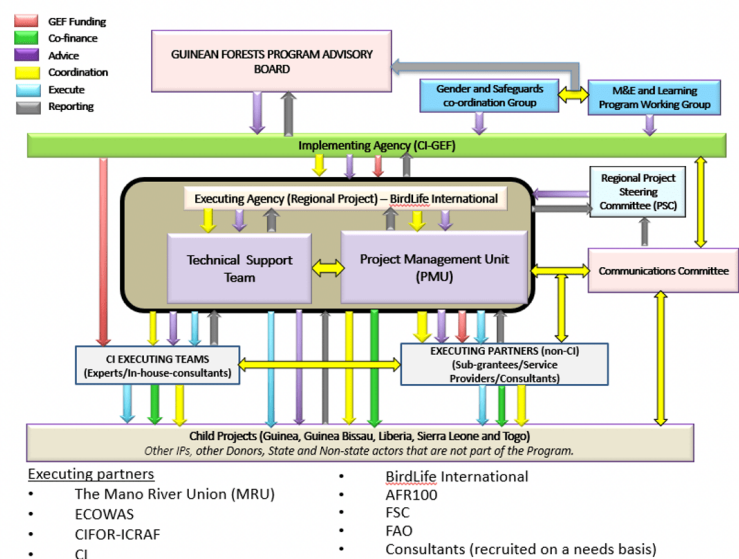 GEF Funding
Co-finance
Advice
Coordination
Execute
Reporting
GUINEAN FORESTS PROGRAM ADVISORY
BOARD
Gender and Safeguards
co-ordination Group
M&E and Learning
Program Working Group
Implementing Agency (CI-GEF)
Executing Agency (Regional Project) – BirdLife International
Regional Project
Steering
Committee (PSC)
Technical Support
Team
Project Management Unit
(PMU)
Communications Committee
CI EXECUTING TEAMS
(Experts/In-house-consultants)
EXECUTING PARTNERS (non-CI)
(Sub-grantees/Service
Providers/Consultants)
Child Projects (Guinea, Guinea Bissau, Liberia, Sierra Leone and Togo)
Other IPs, other Donors, State and Non-state actors that are not part of the Program.
Executing partners
• The Mano River Union (MRU)
• ECOWAS
• CIFOR-ICRAF
• CI
• BirdLife International
• AFR100
• FSC
• FAO
• Consultants (recruited on a needs basis)